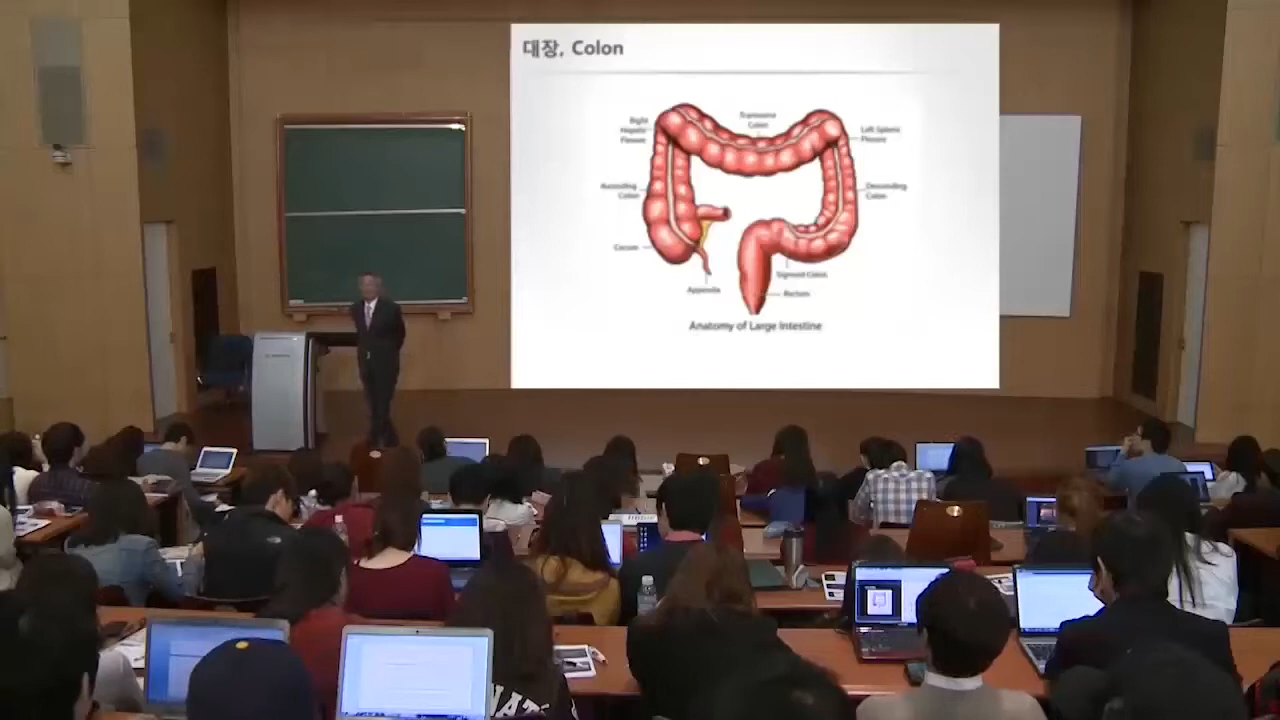 대장, Colon
Right
Hepatic
Flexure
Transverse
Colon
Left Splenic
Flexure
Ascending
Colon
Descending
Colon
Cecum
Sigmoid Colon
Appendix
Rectum
Anatomy of Large Intestine
NAT